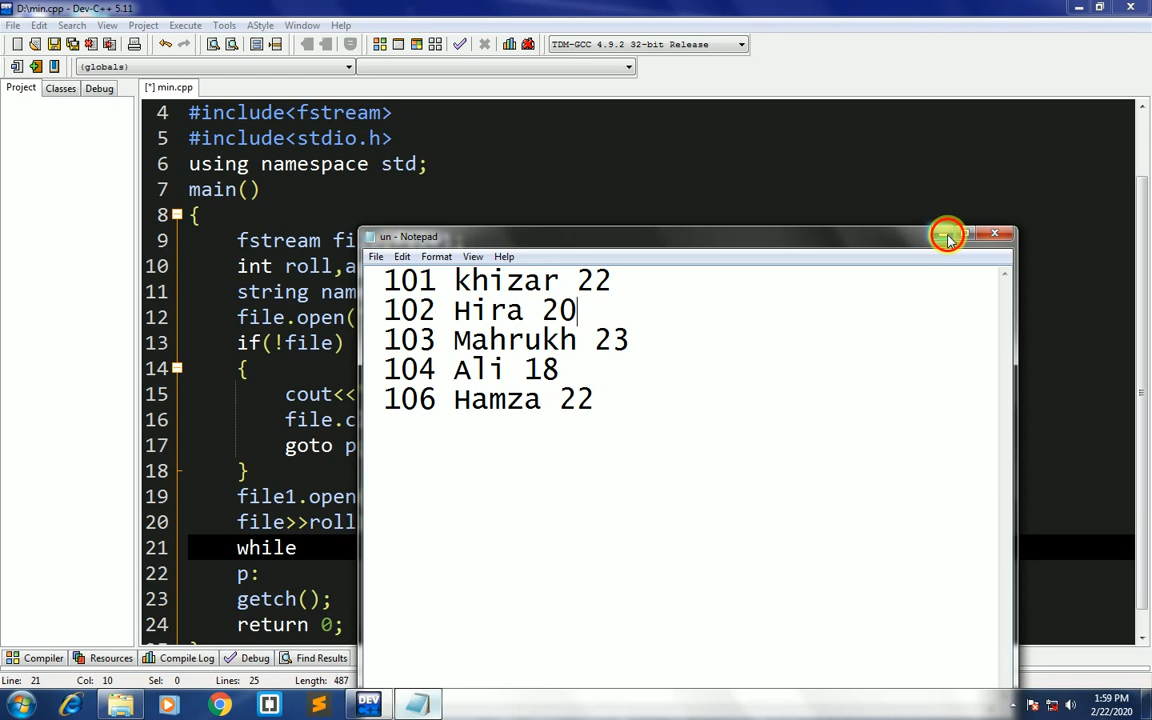 D:\min.cpp - Dev-C++ 5.11
File Edit Search View Project Execute Tools AStyle Window Help
TDM-GCC 4.9.2 32-bit Release
(globals)
Project Classes Debug [*] min.cpp
4 #include<fstream>
5 #include<stdio.h>
6 using namespace std;
7 main()
8 {
9 fstream fi
10 int roll,a
11 string nam
12 file.open(
13 if(!file)
14 {
15 cout<<
16 file.c
17 goto p
18 }
19 file1.open
20 file>>roll
21 while
22 p:
23 getch();
24 return 0;
un - Notepad
File Edit Format View Help
101 khizar 22
102 Hira 20
103 Mahrukh 23
104 Ali 18
106 Hamza 22
Compiler Resources Compile Log Debug Find Results
Line: 21 Col: 10 Sel: 0 Lines: 25 Length: 487
DEV
1:59 PM
2/22/2020